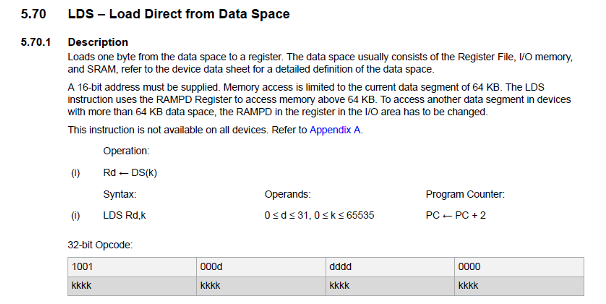 5.70 LDS – Load Direct from Data Space
5.70.1 Description
Loads one byte from the data space to a register. The data space usually consists of the Register File, I/O memory,
and SRAM, refer to the device data sheet for a detailed definition of the data space.
A 16-bit address must be supplied. Memory access is limited to the current data segment of 64 KB. The LDS
instruction uses the RAMPD Register to access memory above 64 KB. To access another data segment in devices
with more than 64 KB data space, the RAMPD in the register in the I/O area has to be changed.
This instruction is not available on all devices. Refer to Appendix A.
Operation:
(i) Rd ← DS(k)
Syntax: Operands: Program Counter:
(i) LDS Rd,k 0 ≤ d ≤ 31, 0 ≤ k ≤ 65535 PC ← PC + 2
32-bit Opcode:
1001 000d dddd 0000
kkkk kkkk kkkk kkkk